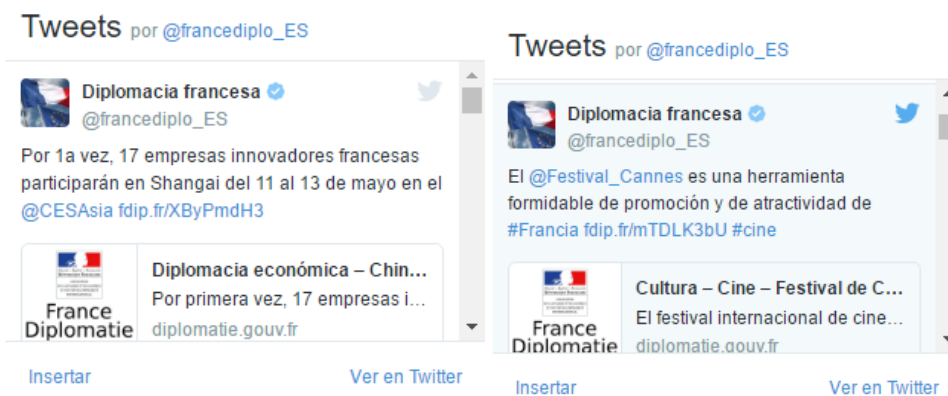 Tweets por @francediplo_ES
Diplomacia francesa
@francediplo_ES
Por 1a vez, 17 empresas innovadores francesas
participarán en Shangai del 11 al 13 de mayo en el
@CESAsia fdip.fr/XByPmdH3
France
Diplomatie
Diplomacia económica – Chin...
Por primera vez, 17 empresas i...
diplomatie.gouv.fr
Insertar
Ver en Twitter
Tweets por @francediplo_ES
Diplomacia francesa
@francediplo_ES
El @Festival_Cannes es una herramienta
formidable de promoción y de atractividad de
#Francia fdip.fr/mTDLK3bU #cine
France
Diplomatie
Cultura – Cine – Festival de C...
El festival internacional de cine...
diplomatie.gouv.fr
Insertar
Ver en Twitter